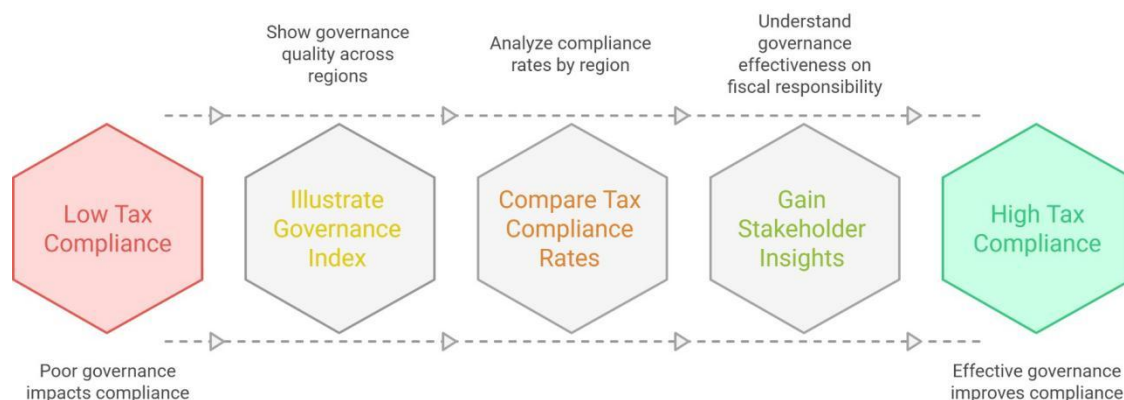 Show governance
quality across
regions
Analyze compliance
rates by region
Understand
governance
effectiveness on
fiscal responsibility
Low Tax
Compliance
Illustrate
Governance
Index
Compare Tax
Compliance
Rates
Gain
Stakeholder
Insights
High Tax
Compliance
Poor governance
impacts compliance
Effective governance
improves compliance